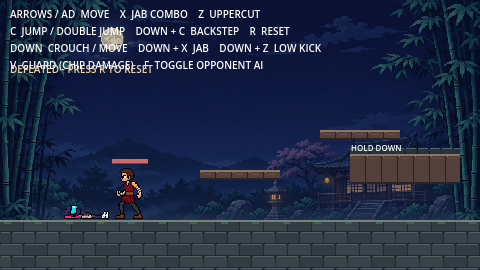 ARROWS / AD  MOVE    X  JAB COMBO    Z  UPPERCUT
C  JUMP / DOUBLE JUMP    DOWN + C  BACKSTEP    R  RESET
DOWN  CROUCH / MOVE    DOWN + X  JAB    DOWN + Z  LOW KICK
V  GUARD (CHIP DAMAGE)    F  TOGGLE OPPONENT AI
DEFEATED - PRESS R TO RESET
HOLD DOWN